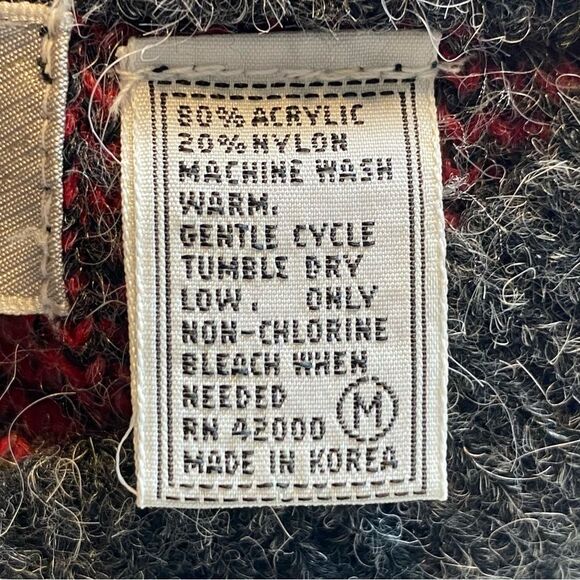 80% ACRYLIC
20% NYLON
MACHINE WASH
WARM.
GENTLE CYCLE
TUMBLE DRY
LOW. ONLY
NON-CHLORINE
BLEACH WHEN
NEEDED
RN 42000 M
MADE IN KOREA